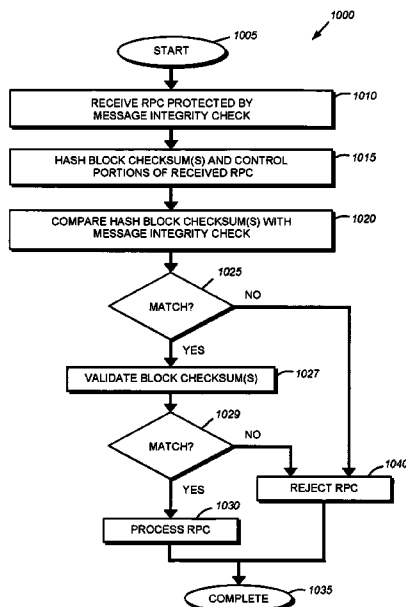 1000
START
1005
RECEIVE RPC PROTECTED BY
MESSAGE INTEGRITY CHECK
1010
HASH BLOCK CHECKSUM(S) AND CONTROL
PORTIONS OF RECEIVED RPC
1015
COMPARE HASH BLOCK CHECKSUM(S) WITH
MESSAGE INTEGRITY CHECK
1020
1025
MATCH?
NO
YES
VALIDATE BLOCK CHECKSUM(S)
1027
1029
MATCH?
NO
YES
1040
REJECT RPC
1030
PROCESS RPC
COMPLETE
1035